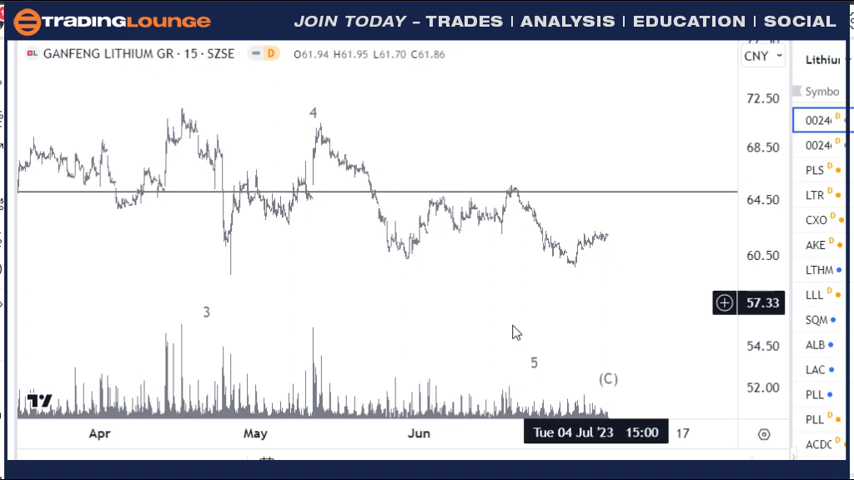 TRADINGLOUNGE
JOIN TODAY - TRADES | ANALYSIS | EDUCATION | SOCIAL
GANFENG LITHIUM GR · 15 · SZSE
D
O61.94 H61.95 L61.70 C61.86
CNY
Lithiu
Symbo
72.50
4
0024 D
68.50
0024 D
PLS D
64.50
LTR
CXO
AKE
60.50
LTHM
LLL D
57.33
3
SQM
54.50
ALB
5
LAC
(C)
52.00
PLL
PLL D
Apr
May
Jun
Tue 04 Jul '23 15:00
17
ACDC